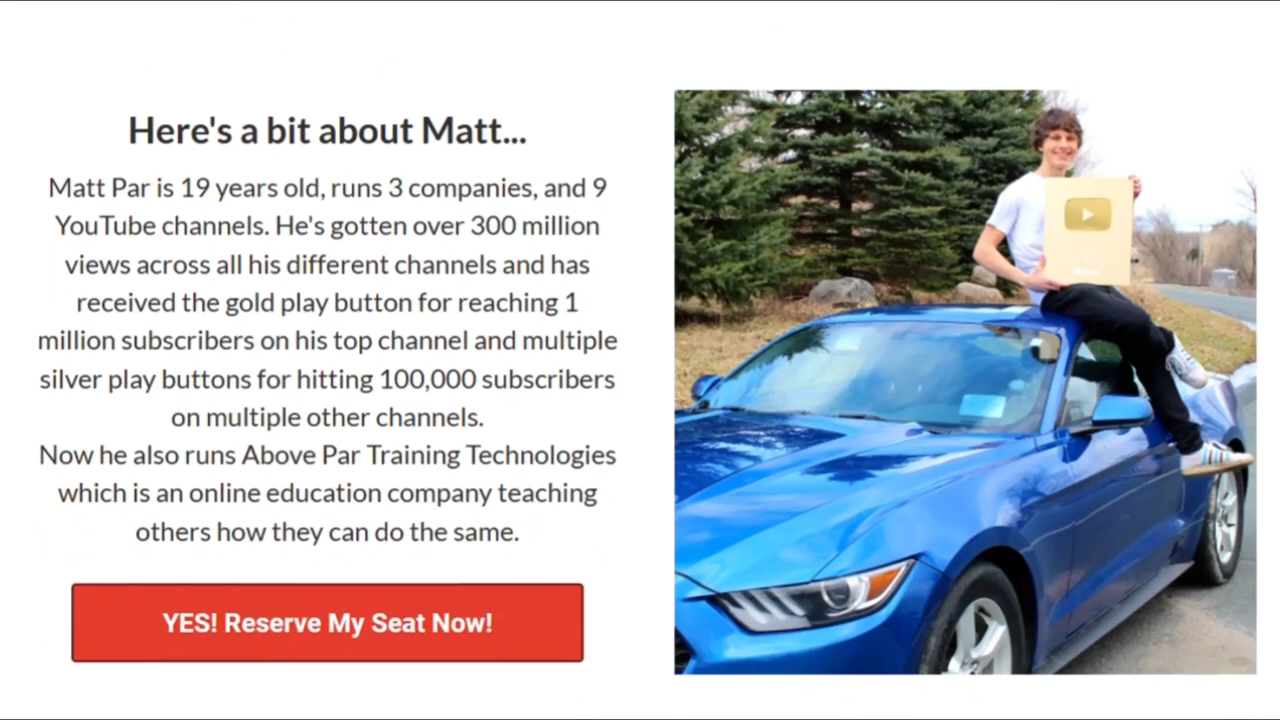 Here's a bit about Matt...
Matt Par is 19 years old, runs 3 companies, and 9
YouTube channels. He's gotten over 300 million
views across all his different channels and has
received the gold play button for reaching 1
million subscribers on his top channel and multiple
silver play buttons for hitting 100,000 subscribers
on multiple other channels.
Now he also runs Above Par Training Technologies
which is an online education company teaching
others how they can do the same.
YES! Reserve My Seat Now!